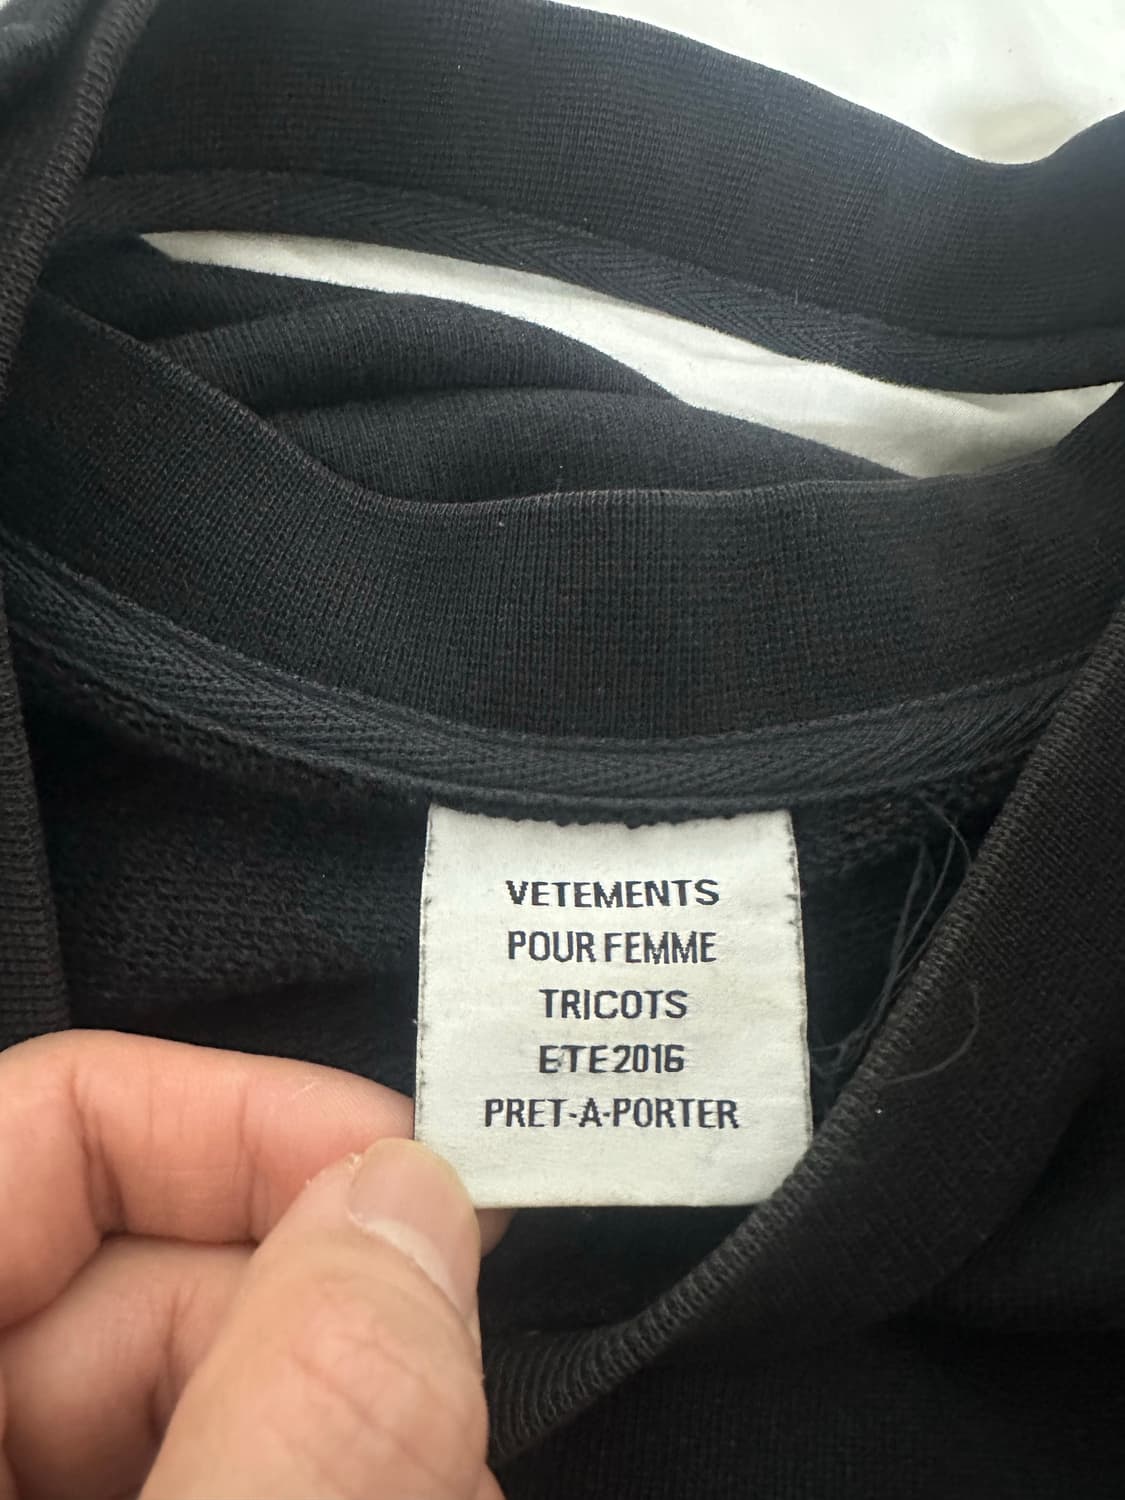 VETEMENTS
POUR FEMME
TRICOTS
ETE 2016
PRET-A-PORTER